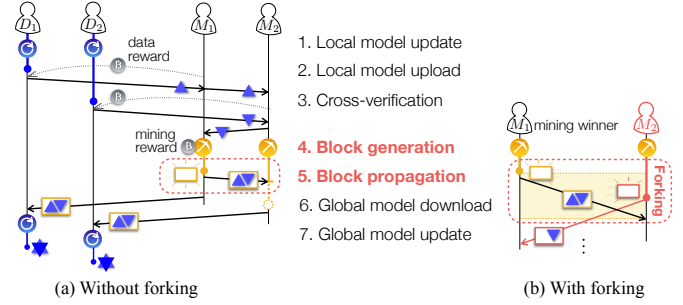 D1 D2 M1 M2
data
reward
mining
reward
1. Local model update
2. Local model upload
3. Cross-verification
4. Block generation
5. Block propagation
6. Global model download
7. Global model update
(a) Without forking
M1 mining winner M2
Forking
(b) With forking